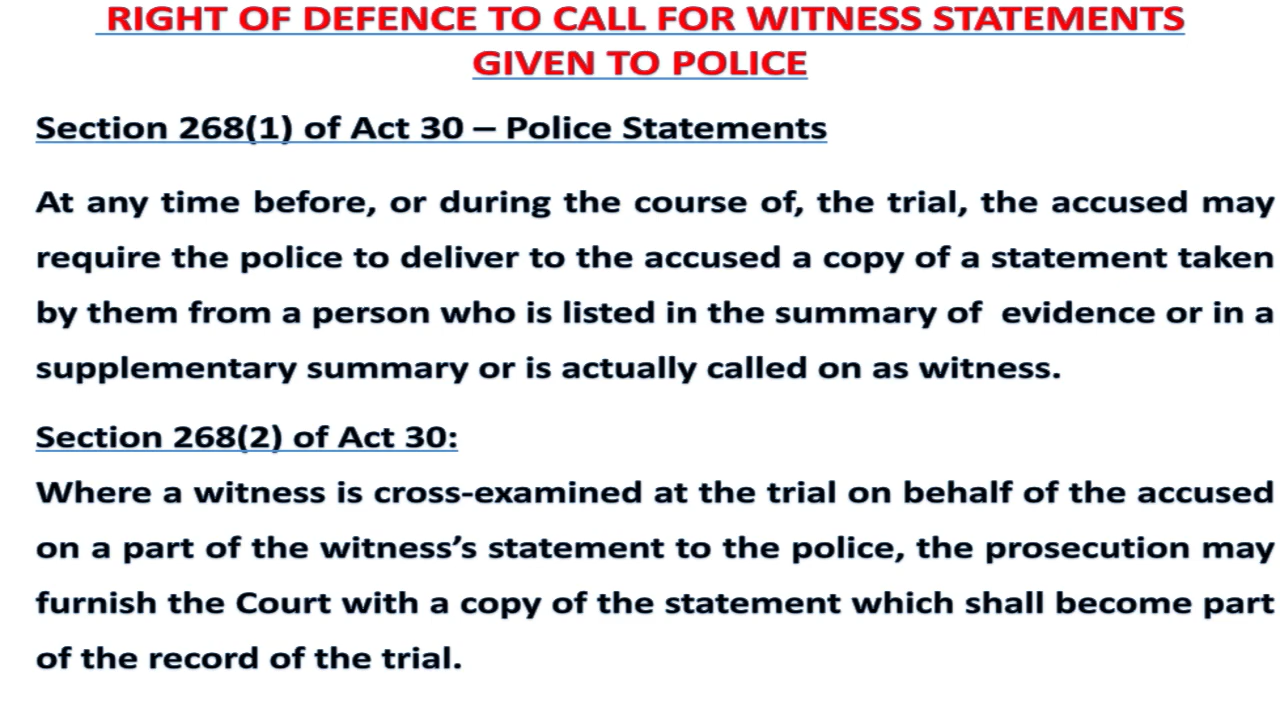 RIGHT OF DEFENCE TO CALL FOR WITNESS STATEMENTS
GIVEN TO POLICE
Section 268(1) of Act 30 – Police Statements
At any time before, or during the course of, the trial, the accused may
require the police to deliver to the accused a copy of a statement taken
by them from a person who is listed in the summary of evidence or in a
supplementary summary or is actually called on as witness.
Section 268(2) of Act 30:
Where a witness is cross-examined at the trial on behalf of the accused
on a part of the witness’s statement to the police, the prosecution may
furnish the Court with a copy of the statement which shall become part
of the record of the trial.